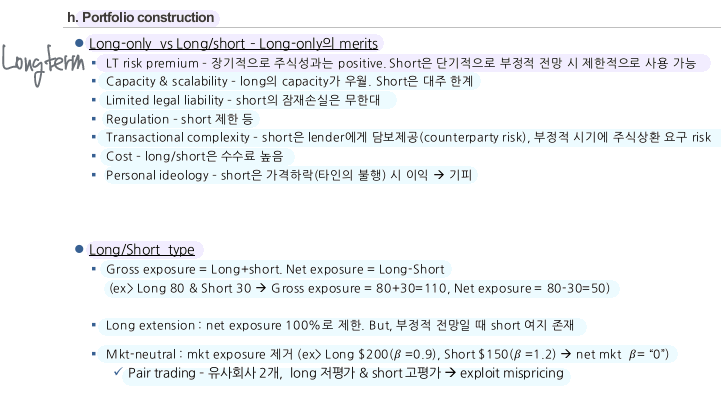 h. Portfolio construction
● Long-only vs Long/short - Long-only의 merits
Longterm
▪ LT risk premium - 장기적으로 주식성과는 positive. Short은 단기적으로 부정적 전망 시 제한적으로 사용 가능
▪ Capacity & scalability - long의 capacity가 우월. Short은 대주 한계
▪ Limited legal liability - short의 잠재손실은 무한대
▪ Regulation - short 제한 등
▪ Transactional complexity - short은 lender에게 담보제공(counterparty risk), 부정적 시기에 주식상환 요구 risk
▪ Cost - long/short은 수수료 높음
▪ Personal ideology - short은 가격하락(타인의 불행) 시 이익 → 기피
● Long/Short type
▪ Gross exposure = Long+short. Net exposure = Long-Short
(ex> Long 80 & Short 30 → Gross exposure = 80+30=110, Net exposure = 80-30=50)
▪ Long extension : net exposure 100%로 제한. But, 부정적 전망일 때 short 여지 존재
▪ Mkt-neutral : mkt exposure 제거 (ex> Long $200(β=0.9), Short $150(β=1.2) → net mkt β= “0”)
✓ Pair trading - 유사회사 2개, long 저평가 & short 고평가 → exploit mispricing